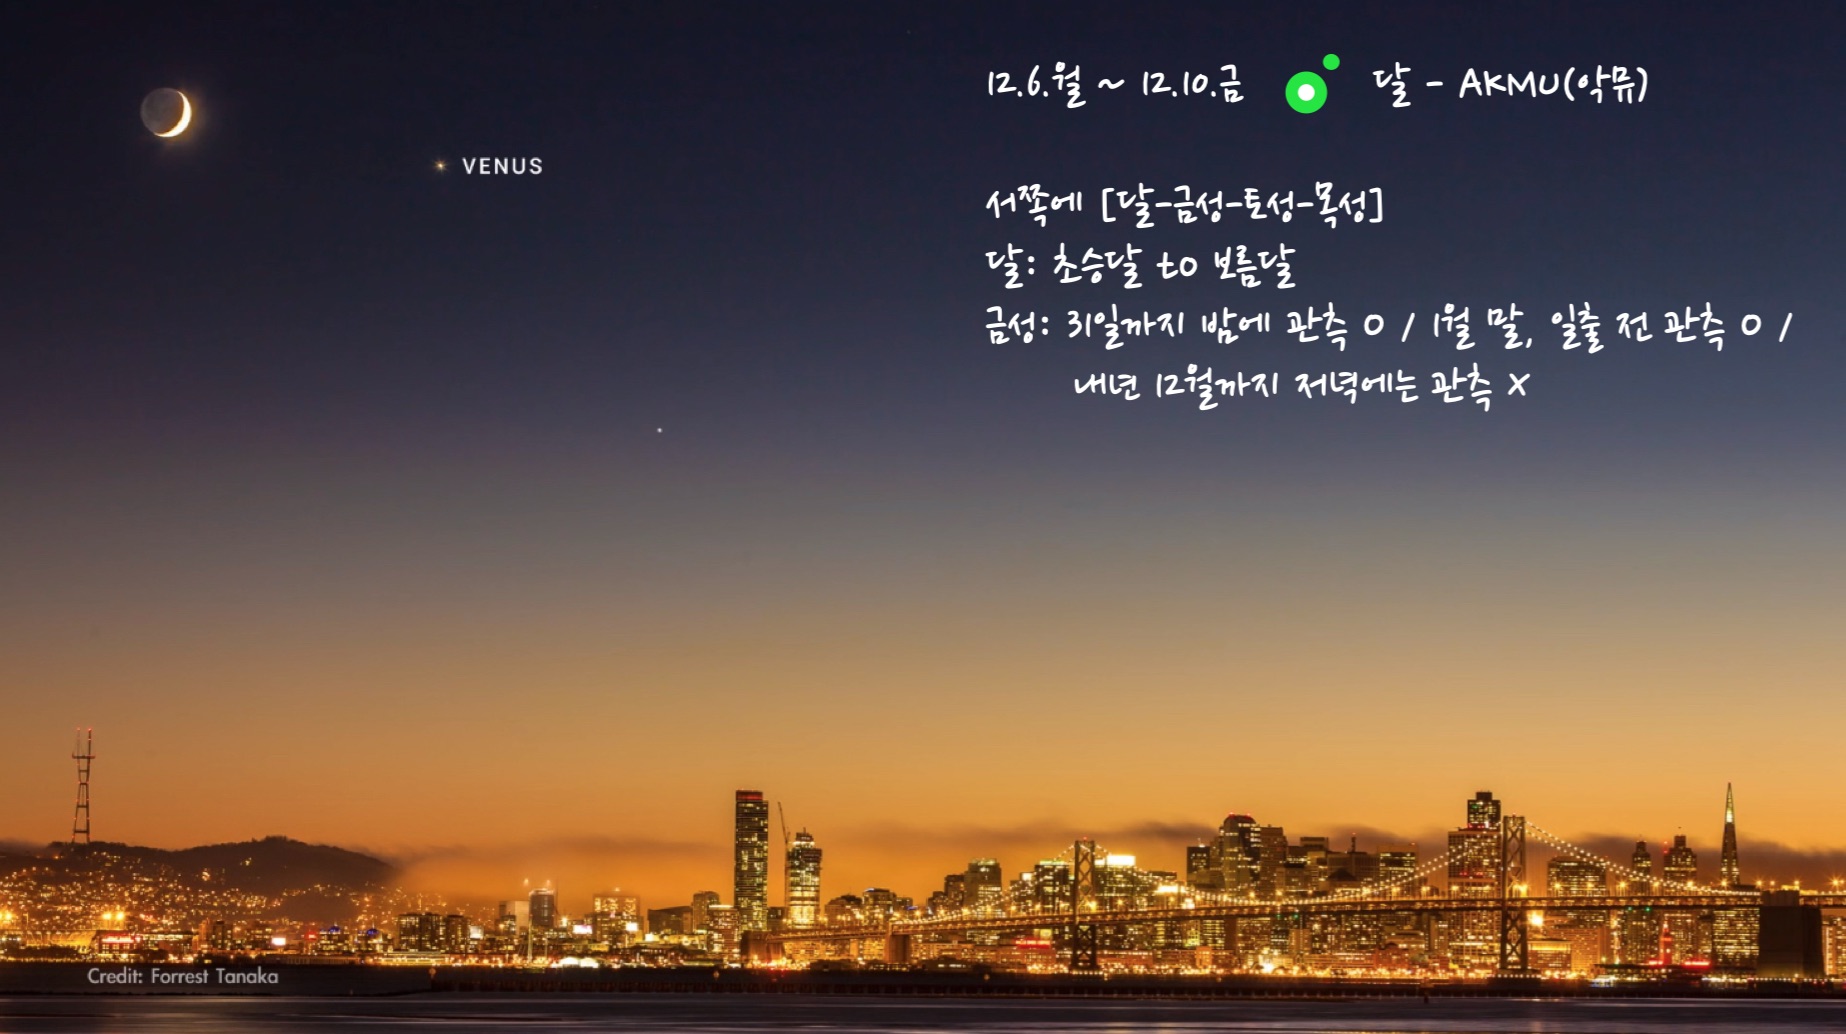 12.6.월 ~ 12.10.금 달 - AKMU(악뮤)
VENUS
서쪽에 [달-금성-토성-목성]
달: 초승달 to 보름달
금성: 31일까지 밤에 관측 O / 1월 말, 일출 전 관측 O /
내년 12월까지 저녁에는 관측 X
Credit: Forrest Tanaka